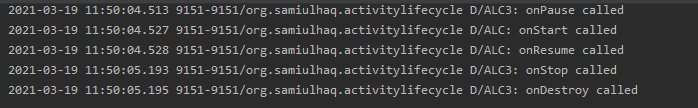 2021-03-19 11:50:04.513 9151-9151/org.samiulhaq.activitylifecycle D/ALC3: onPause called
2021-03-19 11:50:04.527 9151-9151/org.samiulhaq.activitylifecycle D/ALC: onStart called
2021-03-19 11:50:04.528 9151-9151/org.samiulhaq.activitylifecycle D/ALC: onResume called
2021-03-19 11:50:05.193 9151-9151/org.samiulhaq.activitylifecycle D/ALC3: onStop called
2021-03-19 11:50:05.195 9151-9151/org.samiulhaq.activitylifecycle D/ALC3: onDestroy called